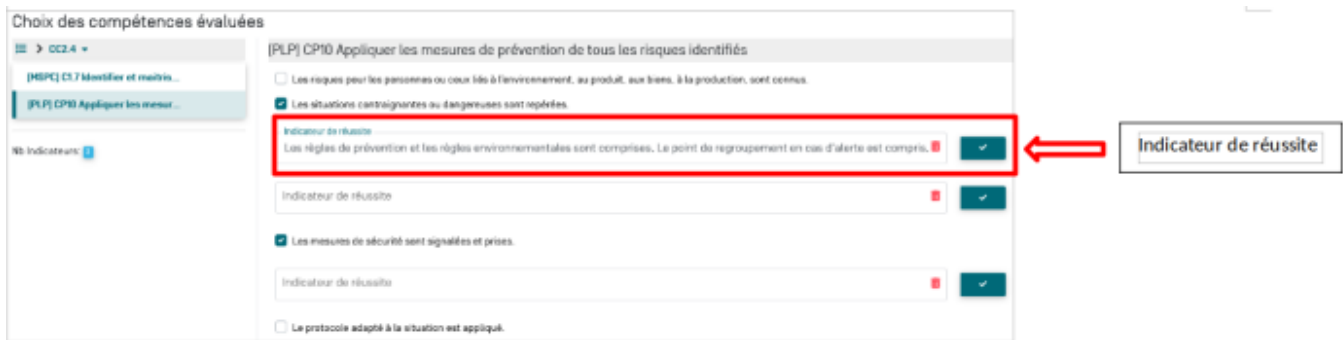 Choix des compétences évaluées
> CC2.4
[MSPC] C1.7 Identifier et maitris...
[PLP] CP10 Appliquer les mesur...
Nb Indicateurs:
[PLP] CP10 Appliquer les mesures de prévention de tous les risques identifiés
Les risques pour les personnes ou ceux liés à l'environnement, au produit, aux biens, à la production, sont connus.
Les situations contraignantes ou dangereuses sont repérées.
Indicateur de réussite
Les règles de prévention et les règles environnementales sont comprises. Le point de regroupement en cas d'alerte est compris.
Indicateur de réussite
Les mesures de sécurité sont signalées et prises.
Indicateur de réussite
Le protocole adapté à la situation est appliqué.
Indicateur de réussite